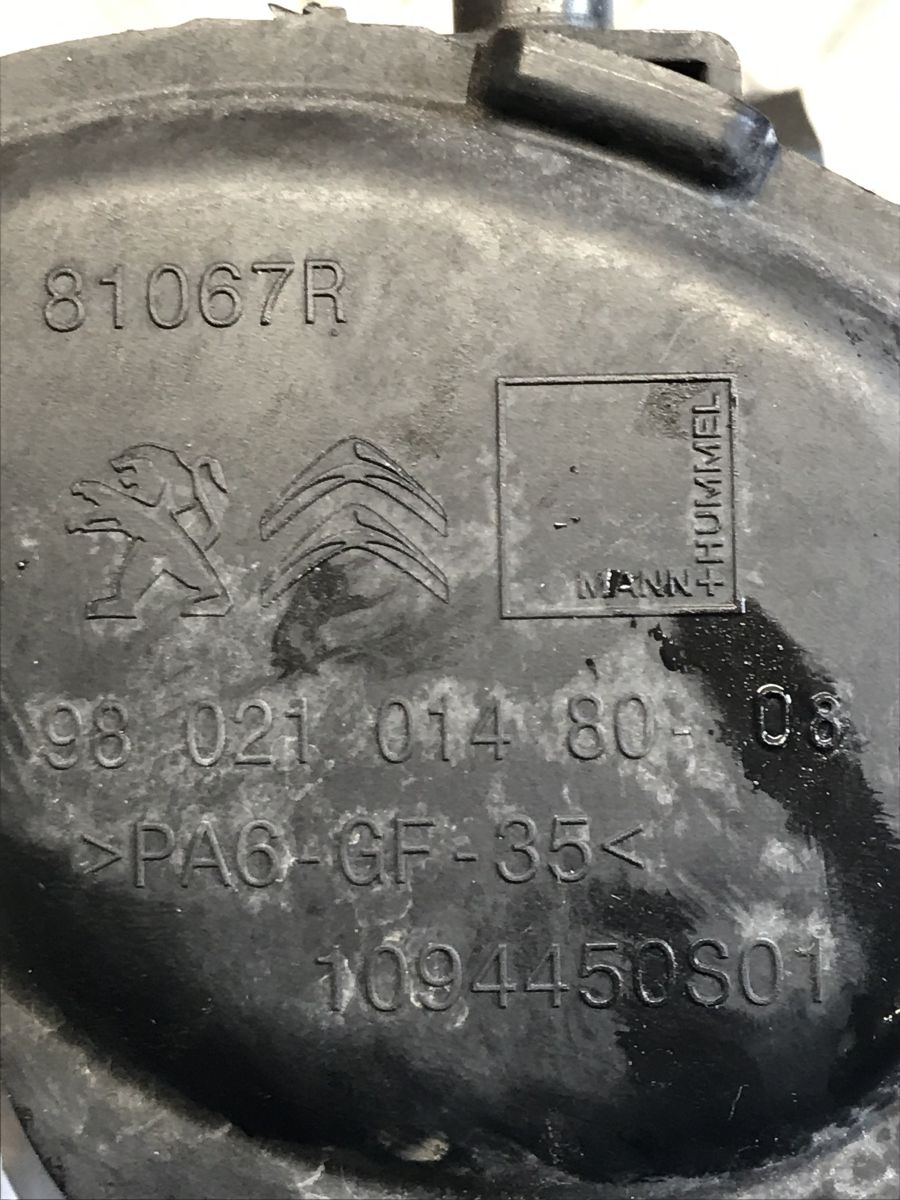 81067R
MANN+HUMMEL
98 021 014 80- 08
>PA6-GF-35<
1094450S01